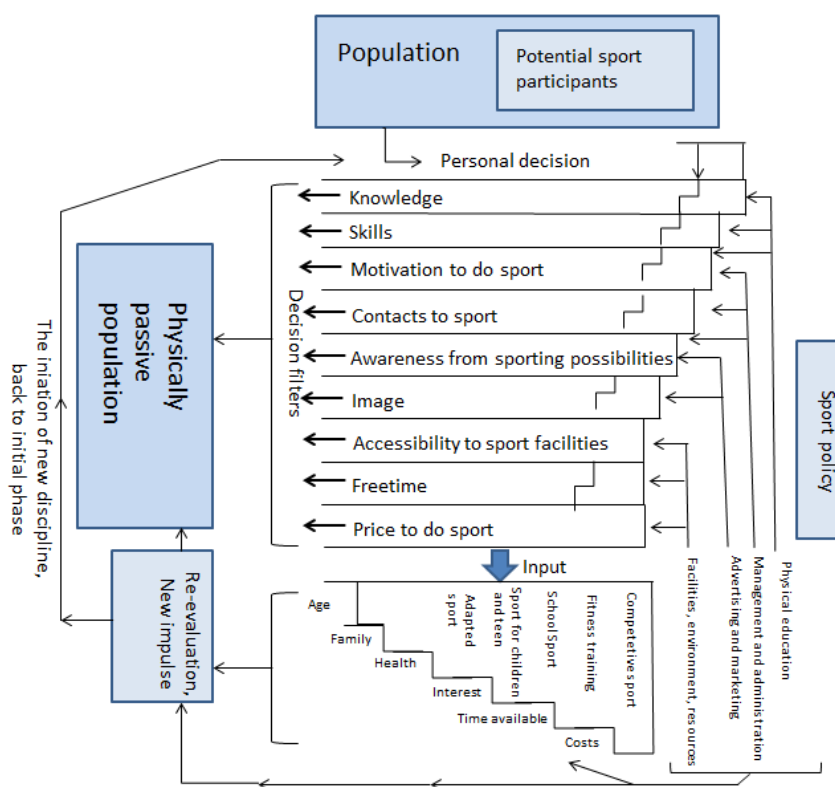 Population
Potential sport
participants
Personal decision
Knowledge
Skills
Motivation to do sport
Contacts to sport
Awareness from sporting possibilities
Image
Accessibility to sport facilities
Freetime
Price to do sport
Decision filters
Physically
passive
population
The iniation of new discipline,
back to initial phase
Sport policy
Input
Re-evaluation,
New impulse
Age
Family
Health
Interest
Time available
Costs
Adapted
sport
Sport for children
and teen
School Sport
Fitness training
Competetive sport
Facilities, environment, resources
Advertising and marketing
Management and administration
Physical education